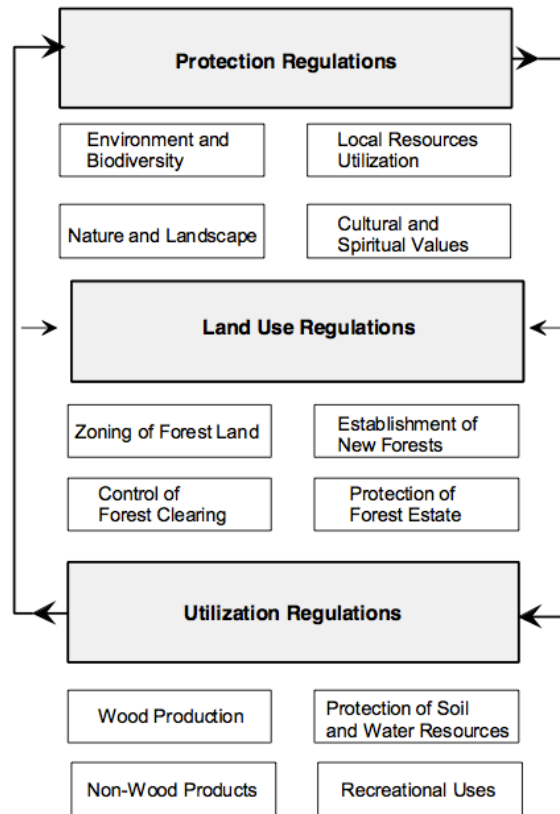 Protection Regulations
Environment and
Biodiversity
Local Resources
Utilization
Nature and Landscape
Cultural and
Spiritual Values
Land Use Regulations
Zoning of Forest Land
Establishment of
New Forests
Control of
Forest Clearing
Protection of
Forest Estate
Utilization Regulations
Wood Production
Protection of Soil
and Water Resources
Non-Wood Products
Recreational Uses